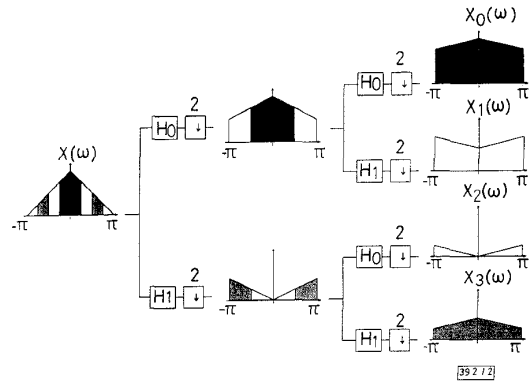 X₀(ω)
2
H₀ ↓
-π π
2
X₁(ω)
H₀ ↓
-π π
2
H₁ ↓
-π π
X(ω)
-π π
X₂(ω)
2
H₀ ↓
-π π
2
H₁ ↓
-π π
X₃(ω)
2
H₁ ↓
-π π
392/2